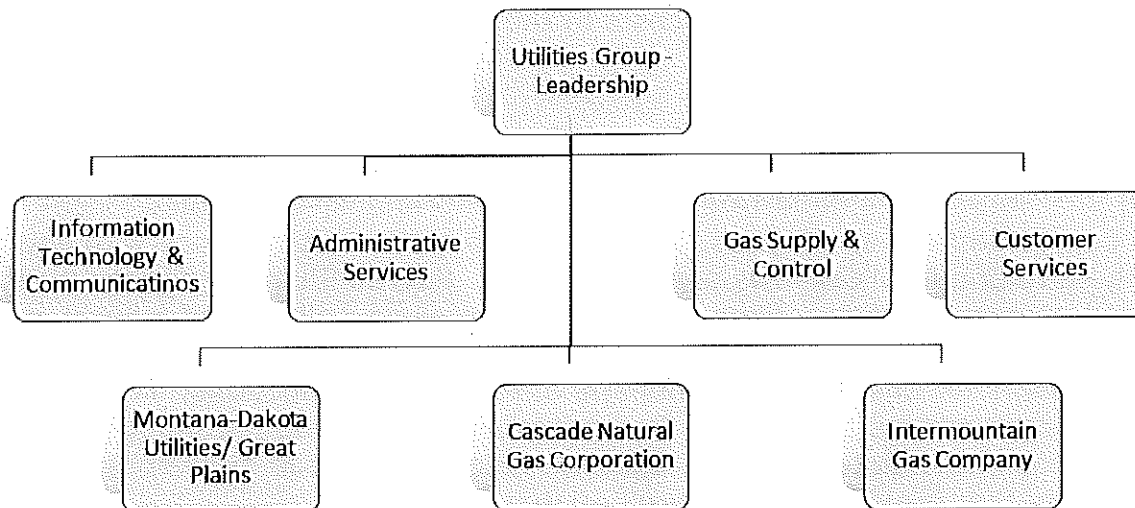 Utilities Group -
Leadership
Information
Technology &
Communicatinos
Administrative
Services
Gas Supply &
Control
Customer
Services
Montana-Dakota
Utilities/ Great
Plains
Cascade Natural
Gas Corporation
Intermountain
Gas Company